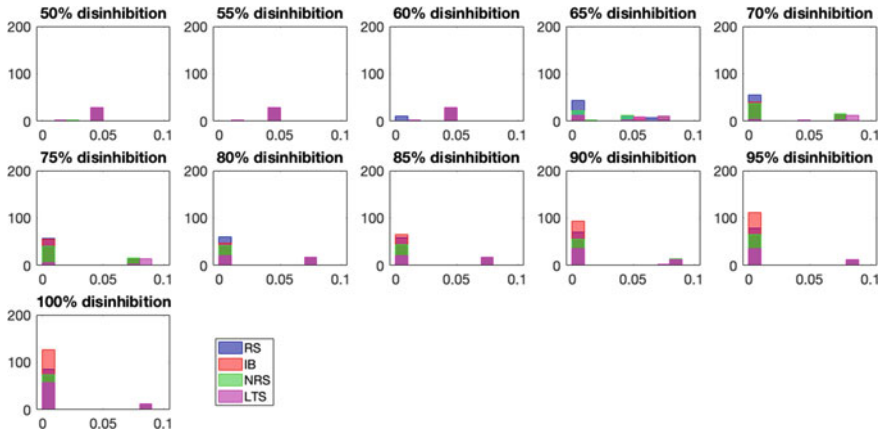 50% disinhibition 55% disinhibition 60% disinhibition 65% disinhibition 70% disinhibition
200 200 200 200 200
100 100 100 100 100
0 0 0 0 0
0 0.05 0.1 0 0.05 0.1 0 0.05 0.1 0 0.05 0.1 0 0.05 0.1
75% disinhibition 80% disinhibition 85% disinhibition 90% disinhibition 95% disinhibition
200 200 200 200 200
100 100 100 100 100
0 0 0 0 0
0 0.05 0.1 0 0.05 0.1 0 0.05 0.1 0 0.05 0.1 0 0.05 0.1
100% disinhibition
200
100
0
0 0.05 0.1
RS
IB
NRS
LTS